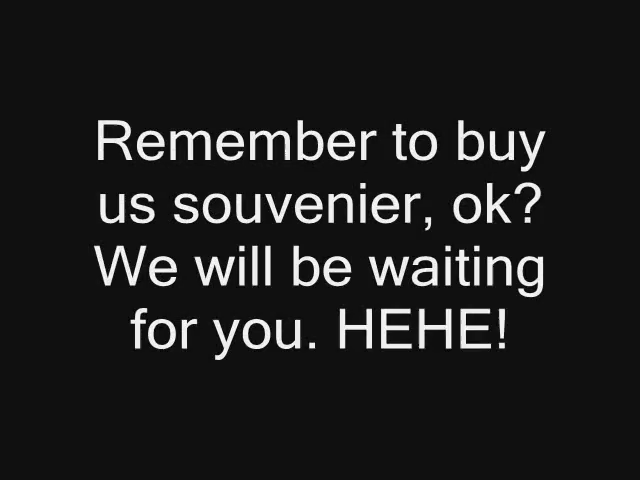 Remember to buy
us souvenier, ok?
We will be waiting
for you. HEHE!